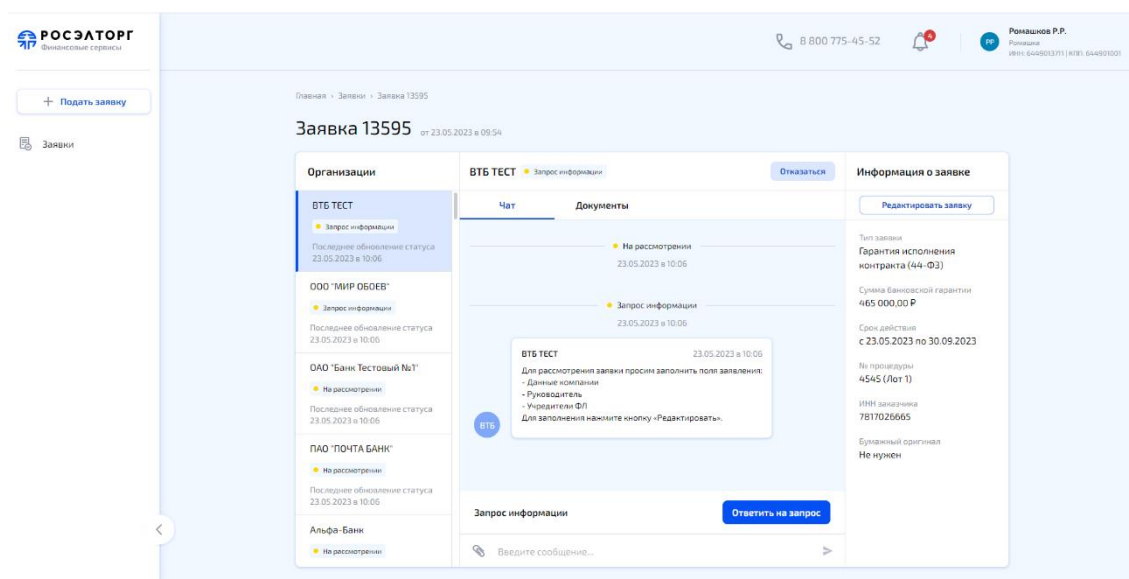 РОСЭЛТОРГ
Финансовые сервисы
8 800 775-45-52
4
РР
Ромашков Р.Р.
Ромашка
ИНН: 6449013711 | КПП: 644901001
Подать заявку
Заявки
Главная › Заявки › Заявка 13595
Заявка 13595 от 23.05.2023 в 09:54
Организации
ВТБ ТЕСТ
Запрос информации
Последнее обновление статуса
23.05.2023 в 10:06
ООО "МИР ОБОЕВ"
Запрос информации
Последнее обновление статуса
23.05.2023 в 10:06
ОАО "Банк Тестовый №1"
На рассмотрении
Последнее обновление статуса
23.05.2023 в 10:06
ПАО "ПОЧТА БАНК"
На рассмотрении
Последнее обновление статуса
23.05.2023 в 10:06
Альфа-Банк
На рассмотрении
ВТБ ТЕСТ Запрос информации Отказаться
Чат Документы
На рассмотрении
23.05.2023 в 10:06
Запрос информации
23.05.2023 в 10:06
ВТБ ТЕСТ 23.05.2023 в 10:06
Для рассмотрения заявки просим заполнить поля заявления:
- Данные компании
- Руководитель
- Учредители ФЛ
Для заполнения нажмите кнопку «Редактировать».
ВТБ
Запрос информации Ответить на запрос
Введите сообщение...
Информация о заявке
Редактировать заявку
Тип заявки
Гарантия исполнения
контракта (44-ФЗ)
Сумма банковской гарантии
465 000,00 ₽
Срок действия
с 23.05.2023 по 30.09.2023
№ процедуры
4545 (Лот 1)
ИНН заказчика
7817026665
Бумажный оригинал
Не нужен